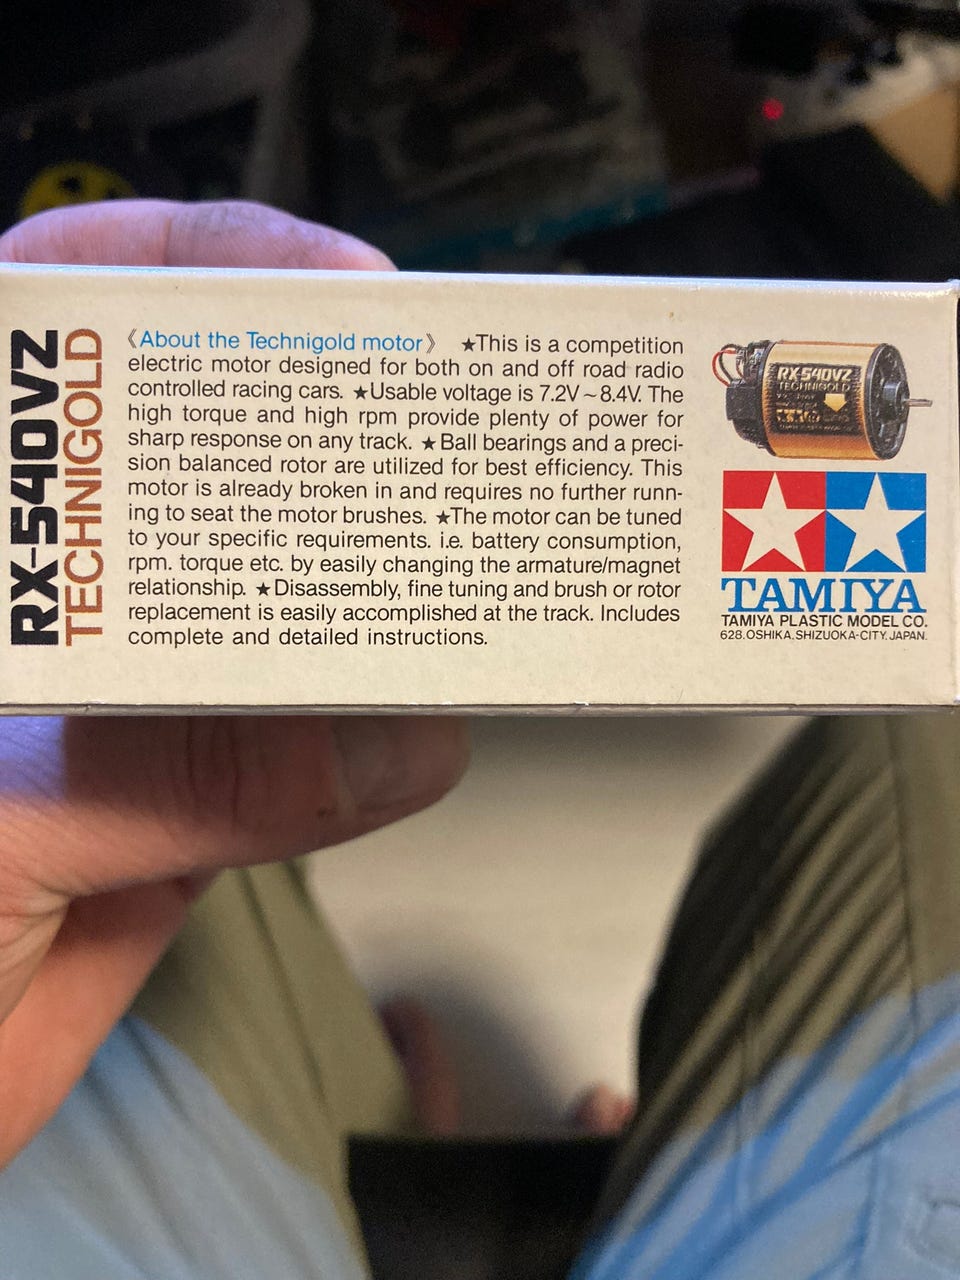 RX-540VZ
TECHNIGOLD
《About the Technigold motor》 ★This is a competition
electric motor designed for both on and off road radio
controlled racing cars. ★Usable voltage is 7.2V~8.4V. The
high torque and high rpm provide plenty of power for
sharp response on any track. ★Ball bearings and a preci-
sion balanced rotor are utilized for best efficiency. This
motor is already broken in and requires no further runn-
ing to seat the motor brushes. ★The motor can be tuned
to your specific requirements. i.e. battery consumption,
rpm. torque etc. by easily changing the armature/magnet
relationship. ★Disassembly, fine tuning and brush or rotor
replacement is easily accomplished at the track. Includes
complete and detailed instructions.
RX-540VZ
TECHNIGOLD
TAMIYA
TAMIYA PLASTIC MODEL CO.
628, OSHIKA, SHIZUOKA-CITY, JAPAN.